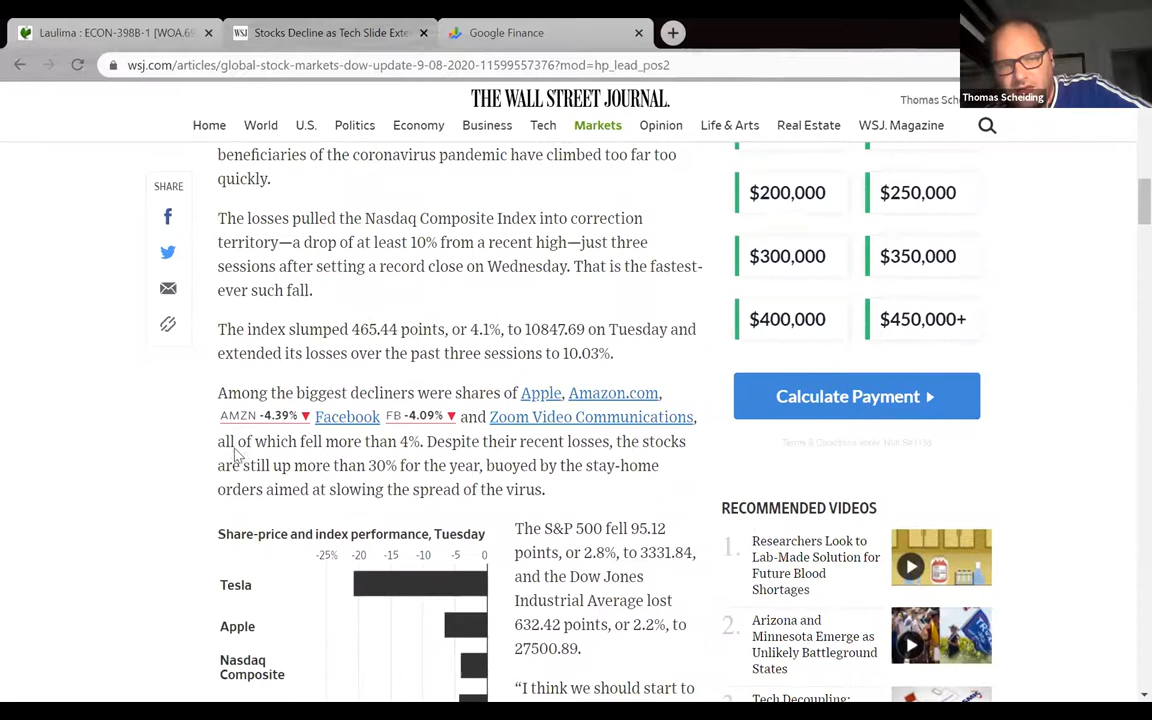 Laulima : ECON-398B-1 [WOA.69
Stocks Decline as Tech Slide Exte
Google Finance
wsj.com/articles/global-stock-markets-dow-update-9-08-2020-11599557376?mod=hp_lead_pos2
Thomas Scheiding
THE WALL STREET JOURNAL.
Thomas Sche
Home World U.S. Politics Economy Business Tech Markets Opinion Life & Arts Real Estate WSJ. Magazine
SHARE
beneficiaries of the coronavirus pandemic have climbed too far too
quickly.
The losses pulled the Nasdaq Composite Index into correction
territory—a drop of at least 10% from a recent high—just three
sessions after setting a record close on Wednesday. That is the fastest-
ever such fall.
The index slumped 465.44 points, or 4.1%, to 10847.69 on Tuesday and
extended its losses over the past three sessions to 10.03%.
Among the biggest decliners were shares of Apple, Amazon.com,
AMZN -4.39% ▼ Facebook FB -4.09% ▼ and Zoom Video Communications,
all of which fell more than 4%. Despite their recent losses, the stocks
are still up more than 30% for the year, buoyed by the stay-home
orders aimed at slowing the spread of the virus.
Share-price and index performance, Tuesday
-25% -20 -15 -10 -5 0
Tesla
Apple
Nasdaq
Composite
The S&P 500 fell 95.12
points, or 2.8%, to 3331.84,
and the Dow Jones
Industrial Average lost
632.42 points, or 2.2%, to
27500.89.
“I think we should start to
$200,000 $250,000
$300,000 $350,000
$400,000 $450,000+
Calculate Payment
Terms & Conditions apply. NMLS#1136
RECOMMENDED VIDEOS
1. Researchers Look to
Lab-Made Solution for
Future Blood
Shortages
2. Arizona and
Minnesota Emerge as
Unlikely Battleground
States
Tech Decoupling: